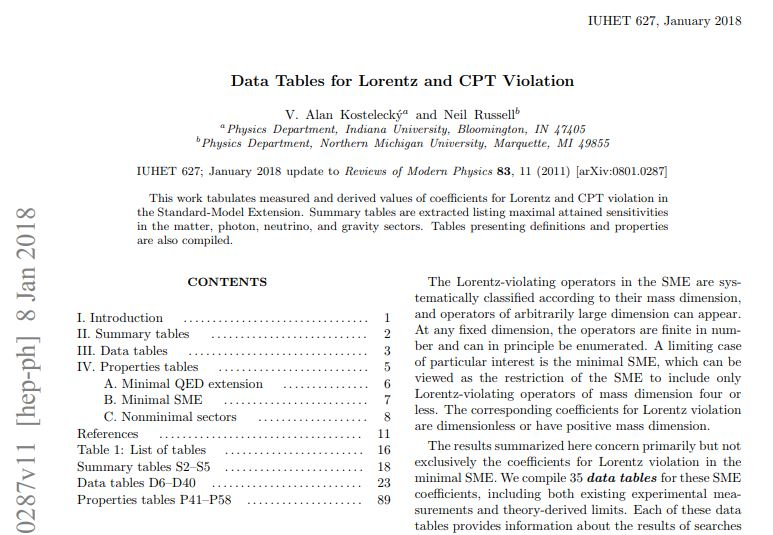 IUHET 627, January 2018
Data Tables for Lorentz and CPT Violation
V. Alan Kosteleckýᵃ and Neil Russellᵇ
ᵃPhysics Department, Indiana University, Bloomington, IN 47405
ᵇPhysics Department, Northern Michigan University, Marquette, MI 49855
IUHET 627; January 2018 update to Reviews of Modern Physics 83, 11 (2011) [arXiv:0801.0287]
This work tabulates measured and derived values of coefficients for Lorentz and CPT violation in
the Standard-Model Extension. Summary tables are extracted listing maximal attained sensitivities
in the matter, photon, neutrino, and gravity sectors. Tables presenting definitions and properties
are also compiled.
0287v11 [hep-ph] 8 Jan 2018
CONTENTS
I. Introduction ............................... 1
II. Summary tables .......................... 2
III. Data tables .............................. 3
IV. Properties tables ......................... 5
A. Minimal QED extension .............. 6
B. Minimal SME ........................ 7
C. Nonminimal sectors ................... 8
References .................................. 11
Table 1: List of tables ........................ 16
Summary tables S2–S5 ....................... 18
Data tables D6–D40 ......................... 23
Properties tables P41–P58 .................... 89
The Lorentz-violating operators in the SME are sys-
tematically classified according to their mass dimension,
and operators of arbitrarily large dimension can appear.
At any fixed dimension, the operators are finite in num-
ber and can in principle be enumerated. A limiting case
of particular interest is the minimal SME, which can be
viewed as the restriction of the SME to include only
Lorentz-violating operators of mass dimension four or
less. The corresponding coefficients for Lorentz violation
are dimensionless or have positive mass dimension.
The results summarized here concern primarily but not
exclusively the coefficients for Lorentz violation in the
minimal SME. We compile 35 data tables for these SME
coefficients, including both existing experimental mea-
surements and theory-derived limits. Each of these data
tables provides information about the results of searches